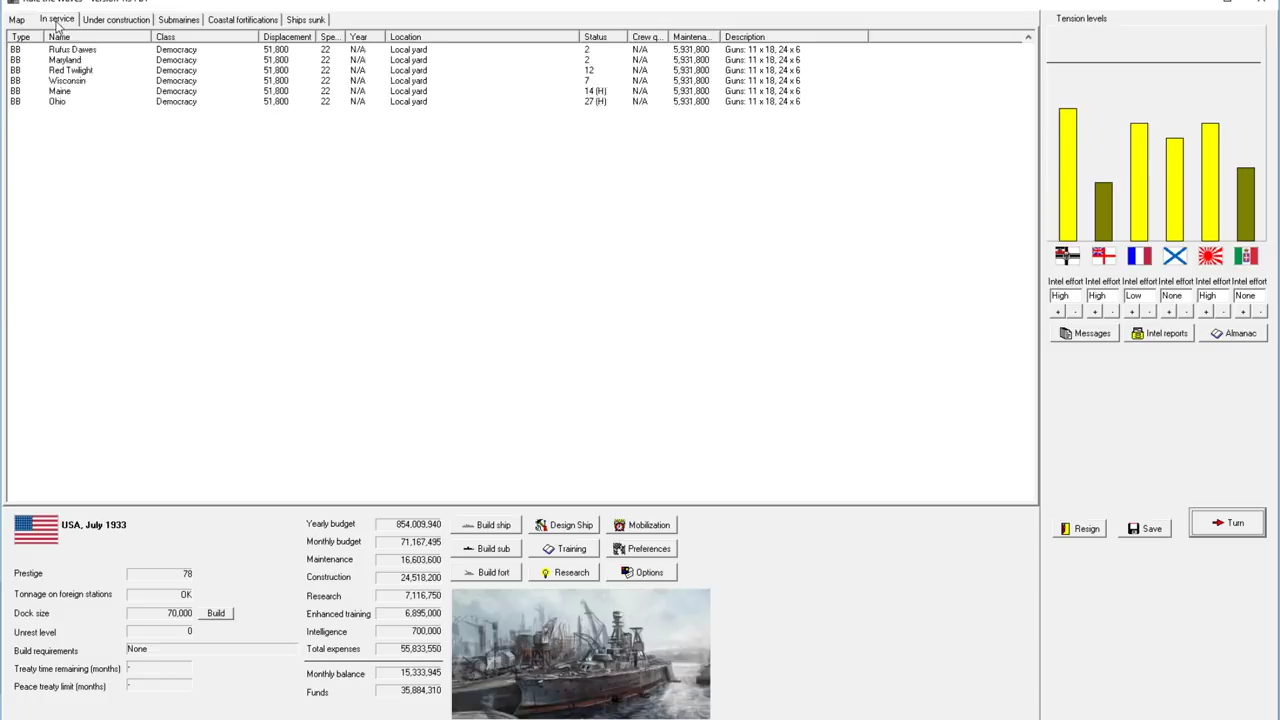 Map In service Under construction Submarines Coastal fortifications Ships sunk
Type Name Class Displacement Spe... Year Location Status Crew q... Maintena... Description
BB Rufus Dawes Democracy 51,800 22 N/A Local yard 2 N/A 5,931,800 Guns: 11 x 18, 24 x 6
BB Maryland Democracy 51,800 22 N/A Local yard 2 N/A 5,931,800 Guns: 11 x 18, 24 x 6
BB Red Twilight Democracy 51,800 22 N/A Local yard 12 N/A 5,931,800 Guns: 11 x 18, 24 x 6
BB Wisconsin Democracy 51,800 22 N/A Local yard 7 N/A 5,931,800 Guns: 11 x 18, 24 x 6
BB Maine Democracy 51,800 22 N/A Local yard 14 (H) N/A 5,931,800 Guns: 11 x 18, 24 x 6
BB Ohio Democracy 51,800 22 N/A Local yard 27 (H) N/A 5,931,800 Guns: 11 x 18, 24 x 6
Tension levels
Intel effort Intel effort Intel effort Intel effort Intel effort Intel effort
High High Low None High None
+ - + - + - + - + - + -
Messages Intel reports Almanac
Resign Save Turn
USA, July 1933
Prestige 78
Tonnage on foreign stations OK
Dock size 70,000 Build
Unrest level 0
Build requirements None
Treaty time remaining (months) -
Peace treaty limit (months) -
Yearly budget 854,009,940
Monthly budget 71,167,495
Maintenance 16,603,600
Construction 24,518,200
Research 7,116,750
Enhanced training 6,895,000
Intelligence 700,000
Total expenses 55,833,550
Monthly balance 15,333,945
Funds 35,884,310
Build ship Design Ship Mobilization
Build sub Training Preferences
Build fort Research Options